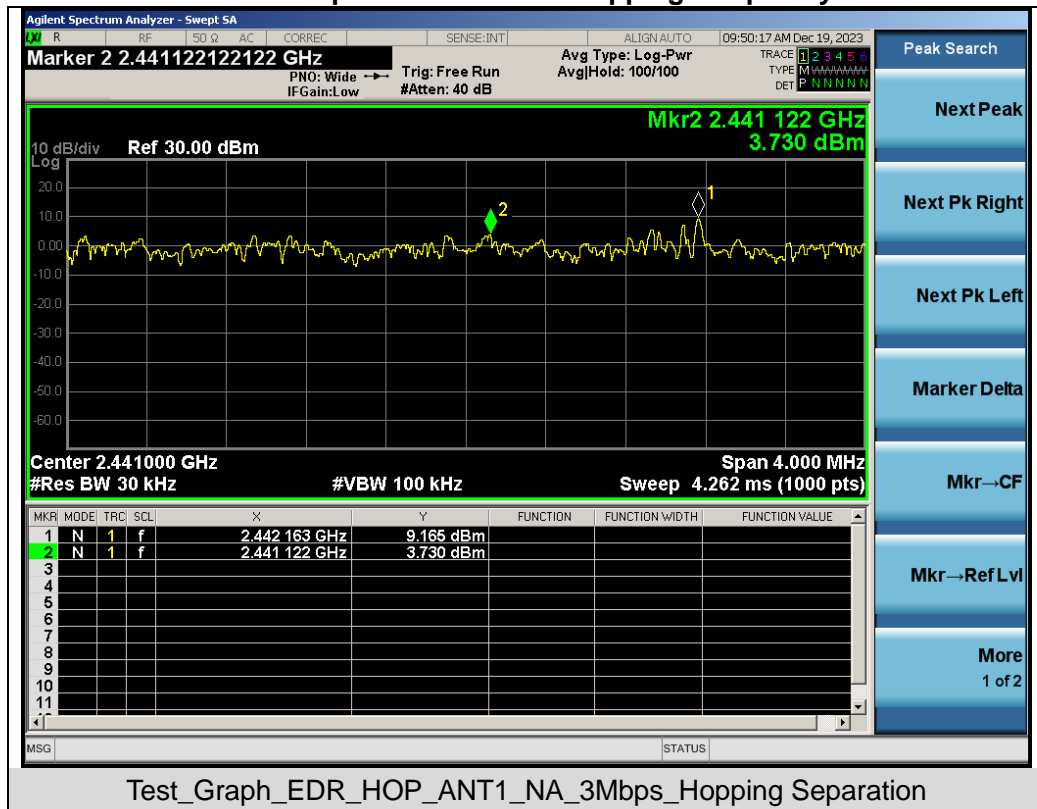 Agilent Spectrum Analyzer - Swept SA
LXI R RF 50 Ω AC CORREC SENSE:INT ALIGN AUTO 09:50:17 AM Dec 19, 2023
Marker 2 2.441122122122 GHz
PNO: Wide
IFGain:Low
Trig: Free Run
#Atten: 40 dB
Avg Type: Log-Pwr
Avg|Hold: 100/100
TRACE 1 2 3 4 5 6
TYPE M
DET P N N N N N
Mkr2 2.441 122 GHz
3.730 dBm
10 dB/div Ref 30.00 dBm
Log
20.0
10.0
0.00
-10.0
-20.0
-30.0
-40.0
-50.0
-60.0
1
2
Center 2.441000 GHz Span 4.000 MHz
#Res BW 30 kHz #VBW 100 kHz Sweep 4.262 ms (1000 pts)
MKR MODE TRC SCL X Y FUNCTION FUNCTION WIDTH FUNCTION VALUE
1 N 1 f 2.442 163 GHz 9.165 dBm
2 N 1 f 2.441 122 GHz 3.730 dBm
3
4
5
6
7
8
9
10
11
MSG STATUS
Peak Search
Next Peak
Next Pk Right
Next Pk Left
Marker Delta
Mkr→CF
Mkr→Ref Lvl
More
1 of 2
Test_Graph_EDR_HOP_ANT1_NA_3Mbps_Hopping Separation